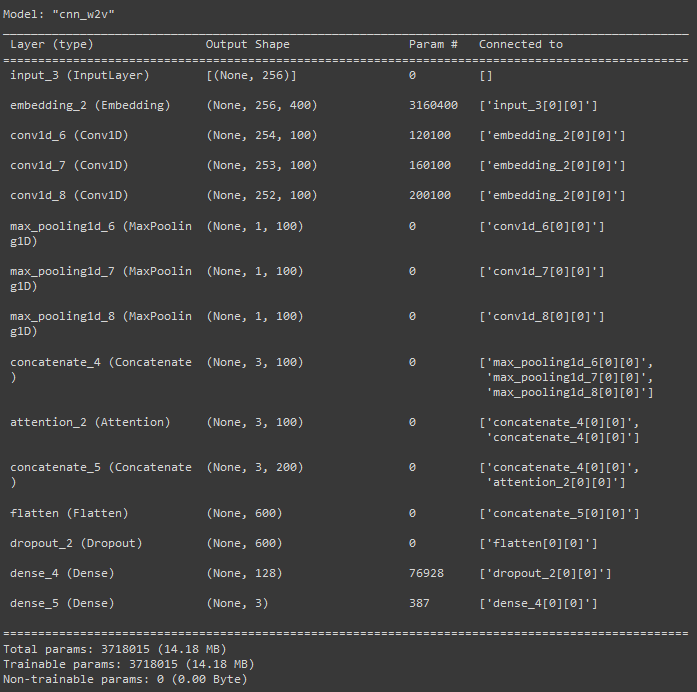 Model: "cnn_w2v"
Layer (type) Output Shape Param # Connected to
input_3 (InputLayer) [(None, 256)] 0 []
embedding_2 (Embedding) (None, 256, 400) 3160400 ['input_3[0][0]']
conv1d_6 (Conv1D) (None, 254, 100) 120100 ['embedding_2[0][0]']
conv1d_7 (Conv1D) (None, 253, 100) 160100 ['embedding_2[0][0]']
conv1d_8 (Conv1D) (None, 252, 100) 200100 ['embedding_2[0][0]']
max_pooling1d_6 (MaxPoolin (None, 1, 100) 0 ['conv1d_6[0][0]']
g1D)
max_pooling1d_7 (MaxPoolin (None, 1, 100) 0 ['conv1d_7[0][0]']
g1D)
max_pooling1d_8 (MaxPoolin (None, 1, 100) 0 ['conv1d_8[0][0]']
g1D)
concatenate_4 (Concatenate (None, 3, 100) 0 ['max_pooling1d_6[0][0]',
) 'max_pooling1d_7[0][0]',
'max_pooling1d_8[0][0]']
attention_2 (Attention) (None, 3, 100) 0 ['concatenate_4[0][0]',
'concatenate_4[0][0]']
concatenate_5 (Concatenate (None, 3, 200) 0 ['concatenate_4[0][0]',
) 'attention_2[0][0]']
flatten (Flatten) (None, 600) 0 ['concatenate_5[0][0]']
dropout_2 (Dropout) (None, 600) 0 ['flatten[0][0]']
dense_4 (Dense) (None, 128) 76928 ['dropout_2[0][0]']
dense_5 (Dense) (None, 3) 387 ['dense_4[0][0]']
Total params: 3718015 (14.18 MB)
Trainable params: 3718015 (14.18 MB)
Non-trainable params: 0 (0.00 Byte)